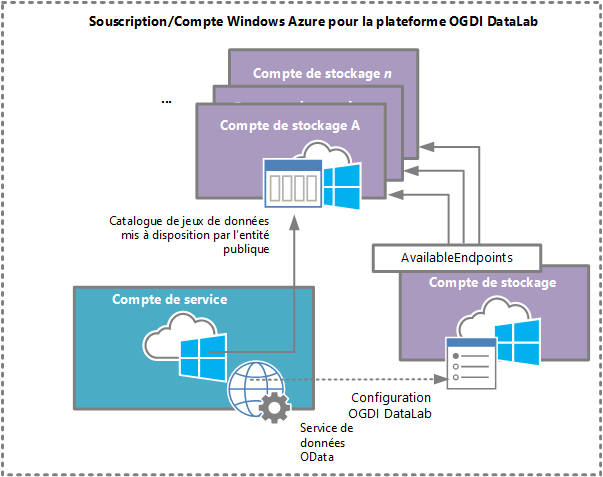 Souscription/Compte Windows Azure pour la plateforme OGDI DataLab
Compte de stockage n
...
Compte de stockage A
Catalogue de jeux de données
mis à disposition par l'entité
publique
AvailableEndpoints
Compte de service
Compte de stockage
Configuration
OGDI DataLab
Service de
données
OData